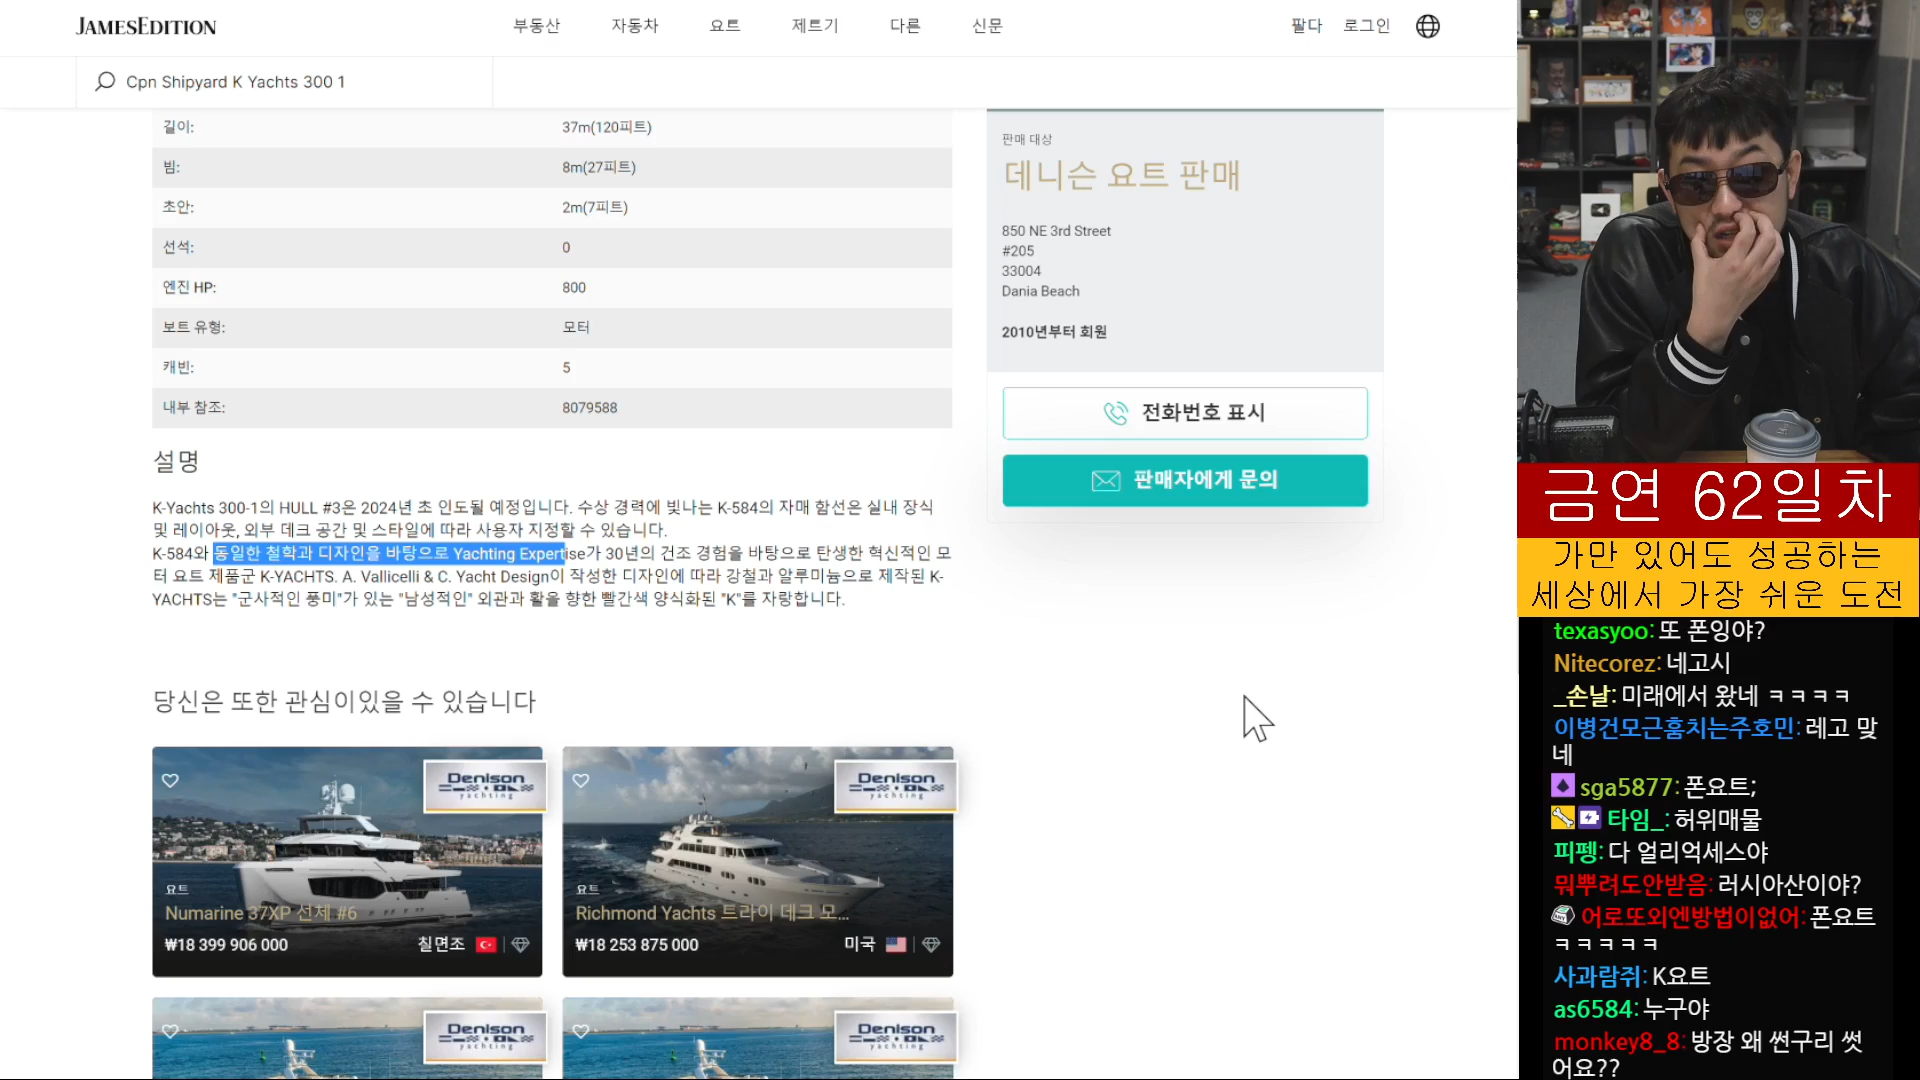 JAMESEDITION
부동산 자동차 요트 제트기 다른 신문 팔다 로그인
Cpn Shipyard K Yachts 300 1
길이: 37m(120피트)
빔: 8m(27피트)
초안: 2m(7피트)
선석: 0
엔진 HP: 800
보트 유형: 모터
캐빈: 5
내부 참조: 8079588
설명
K-Yachts 300-1의 HULL #3은 2024년 초 인도될 예정입니다. 수상 경력에 빛나는 K-584의 자매 함선은 실내 장식
및 레이아웃, 외부 데크 공간 및 스타일에 따라 사용자 지정할 수 있습니다.
K-584와 동일한 철학과 디자인을 바탕으로 Yachting Expertise가 30년의 건조 경험을 바탕으로 탄생한 혁신적인 모
터 요트 제품군 K-YACHTS. A. Vallicelli & C. Yacht Design이 작성한 디자인에 따라 강철과 알루미늄으로 제작된 K-
YACHTS는 "군사적인 풍미"가 있는 "남성적인" 외관과 활을 향한 빨간색 양식화된 "K"를 자랑합니다.
당신은 또한 관심이있을 수 있습니다
Denison
yachting
요트
Numarine 37XP 선체 #6
₩18 399 906 000 칠면조
Denison
yachting
요트
Richmond Yachts 트라이 데크 모...
₩18 253 875 000 미국
Denison
yachting
Denison
yachting
판매 대상
데니슨 요트 판매
850 NE 3rd Street
#205
33004
Dania Beach
2010년부터 회원
전화번호 표시
판매자에게 문의
금연 62일차
가만 있어도 성공하는
세상에서 가장 쉬운 도전
texasyoo: 또 폰잉야?
Nitecorez: 네고시
_손날: 미래에서 왔네 ㅋㅋㅋㅋ
이병건모근훔치는주호민: 레고 맞
네
sga5877: 폰요트;
타임_: 허위매물
피펭: 다 얼리억세스야
뭐뿌려도안받음: 러시아산이야?
어로또외엔방법이없어: 폰요트
ㅋㅋㅋㅋㅋ
사과람쥐: K요트
as6584: 누구야
monkey8_8: 방장 왜 썬구리 썻
어요??